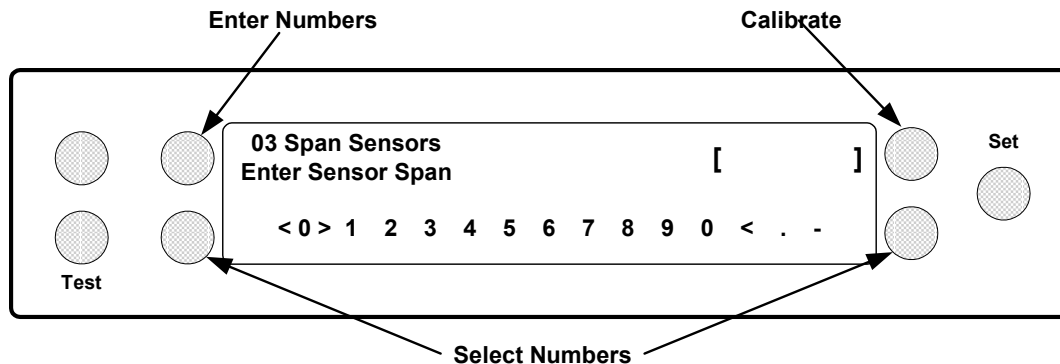 Enter Numbers
Calibrate
03 Span Sensors
[ ]
Enter Sensor Span
Set
< 0 > 1 2 3 4 5 6 7 8 9 0 < . -
Test
Select Numbers